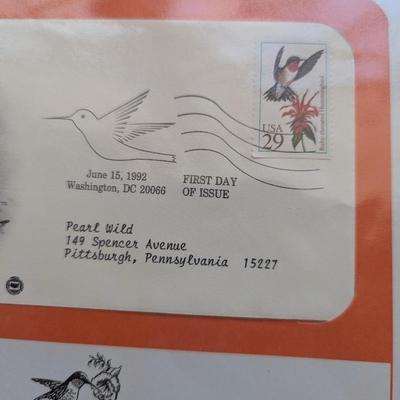 USA
29
Ruby-throated Hummingbird
June 15, 1992
Washington, DC 20066
FIRST DAY
OF ISSUE
Pearl Wild
149 Spencer Avenue
Pittsburgh, Pennsylvania 15227